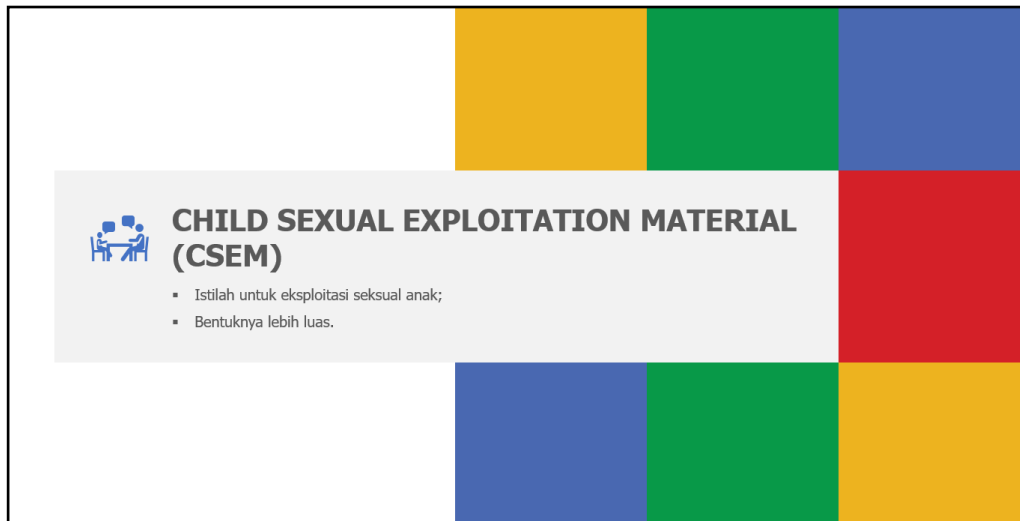 CHILD SEXUAL EXPLOITATION MATERIAL
(CSEM)
▪ Istilah untuk eksploitasi seksual anak;
▪ Bentuknya lebih luas.